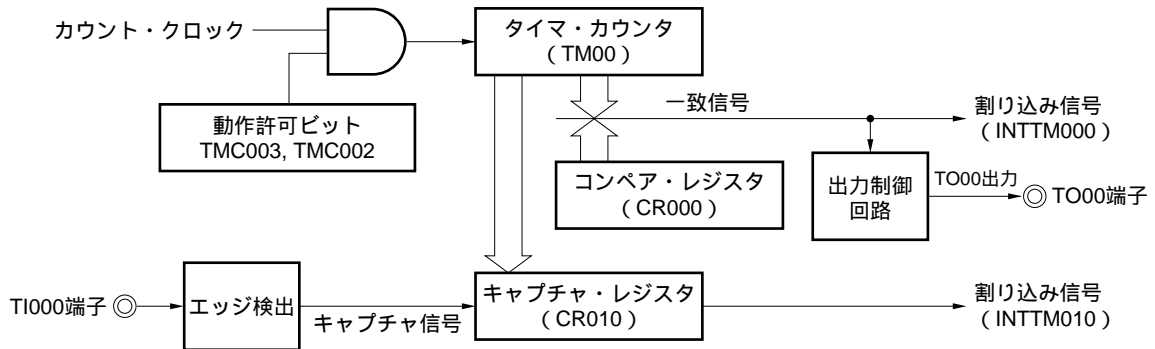 カウント・クロック
タイマ・カウンタ
（TM00）
動作許可ビット
TMC003, TMC002
一致信号
割り込み信号
（INTTM000）
コンペア・レジスタ
（CR000）
出力制御
回路
TO00出力
TO00端子
TI000端子
エッジ検出
キャプチャ信号
キャプチャ・レジスタ
（CR010）
割り込み信号
（INTTM010）